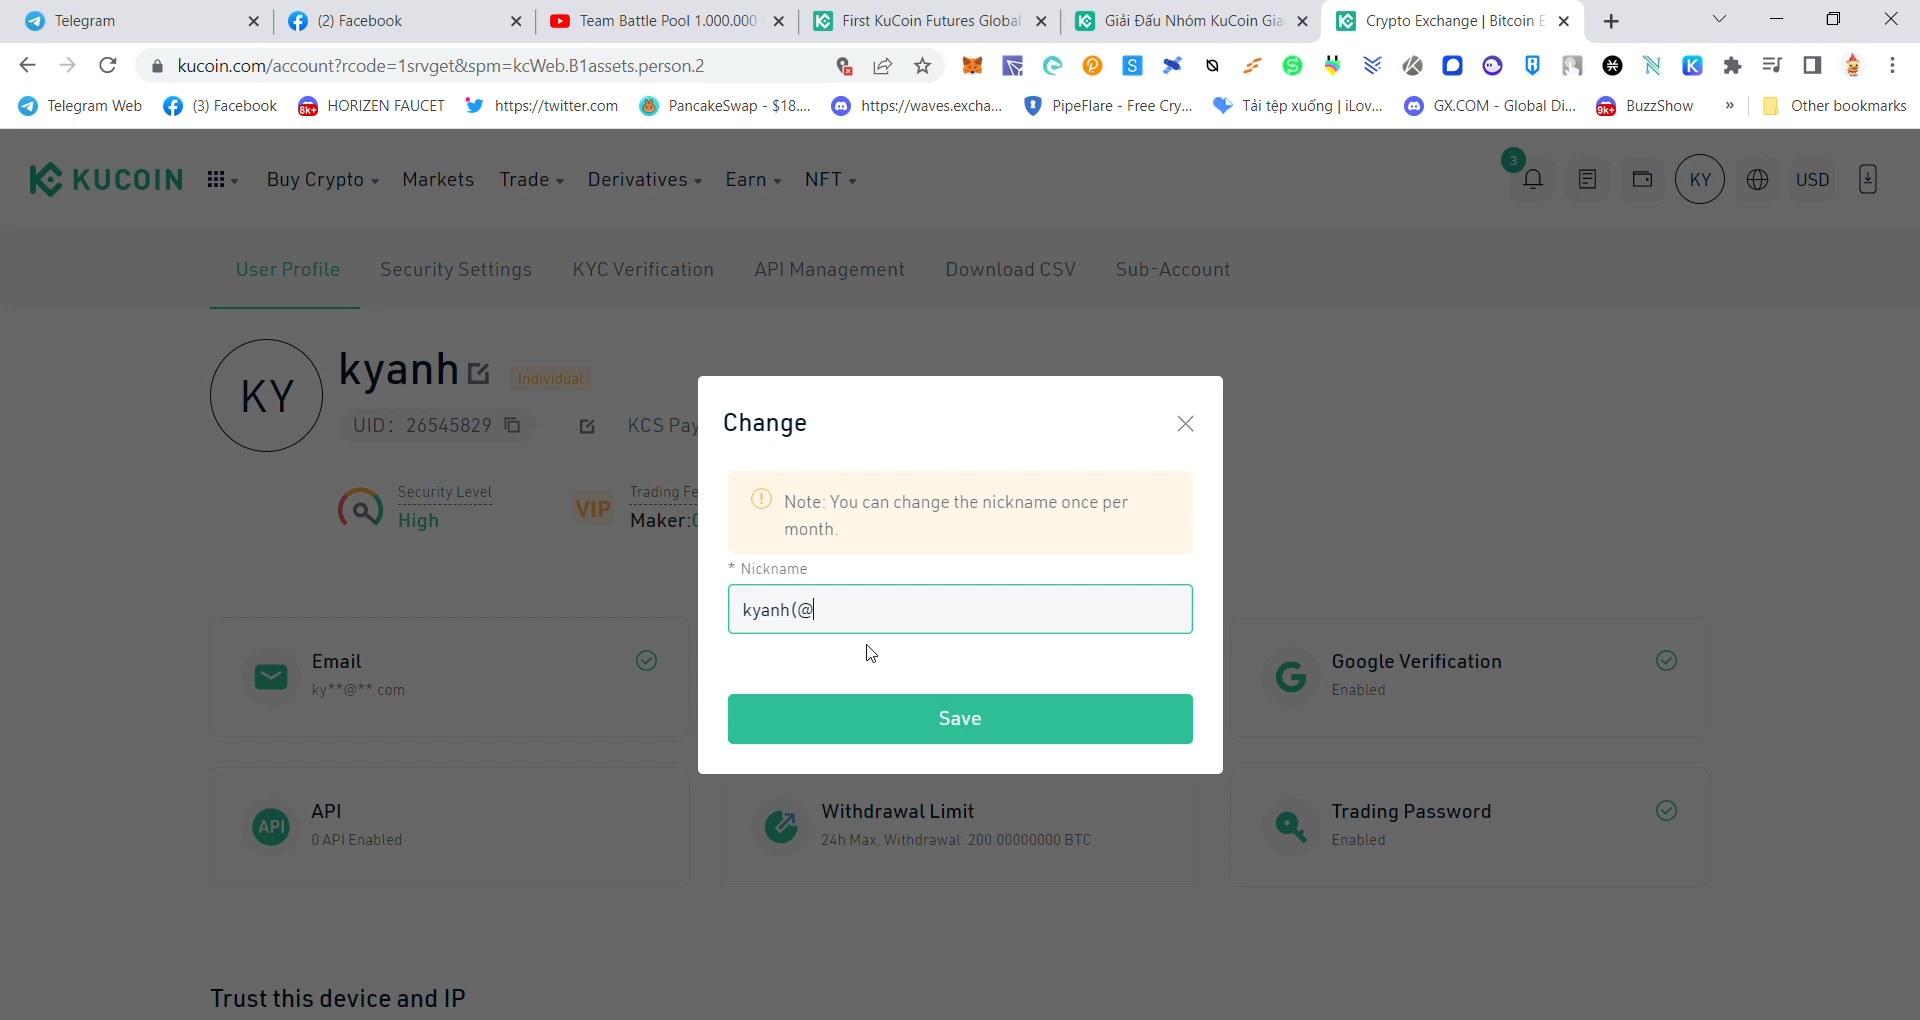 Telegram
(2) Facebook
Team Battle Pool 1.000.000
First KuCoin Futures Global
Giải Đấu Nhóm KuCoin Gia
Crypto Exchange | Bitcoin E
kucoin.com/account?rcode=1srvget&spm=kcWeb.B1assets.person.2
Telegram Web
(3) Facebook
8k+
HORIZEN FAUCET
https://twitter.com
PancakeSwap - $18....
https://waves.excha...
PipeFlare - Free Cry...
Tải tệp xuống | iLov...
GX.COM - Global Di...
9k+
BuzzShow
»
Other bookmarks
KUCOIN
Buy Crypto
Markets
Trade
Derivatives
Earn
NFT
3
KY
USD
User Profile
Security Settings
KYC Verification
API Management
Download CSV
Sub-Account
KY
kyanh
Individual
UID: 26545829
KCS Pay
Security Level
High
VIP
Trading Fe
Maker:0
Change
Note: You can change the nickname once per
month.
* Nickname
kyanh(@
Save
Email
ky**@**.com
Google Verification
Enabled
API
API
0 API Enabled
Withdrawal Limit
24h Max. Withdrawal: 200.00000000 BTC
Trading Password
Enabled
Trust this device and IP